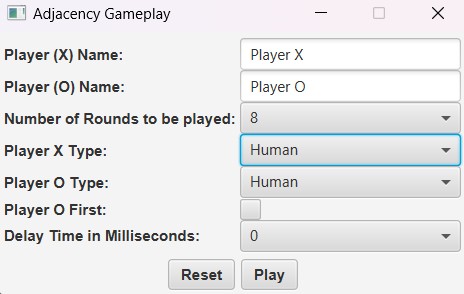 Adjacency Gameplay
Player (X) Name: Player X
Player (O) Name: Player O
Number of Rounds to be played: 8
Player X Type: Human
Player O Type: Human
Player O First:
Delay Time in Milliseconds: 0
Reset Play